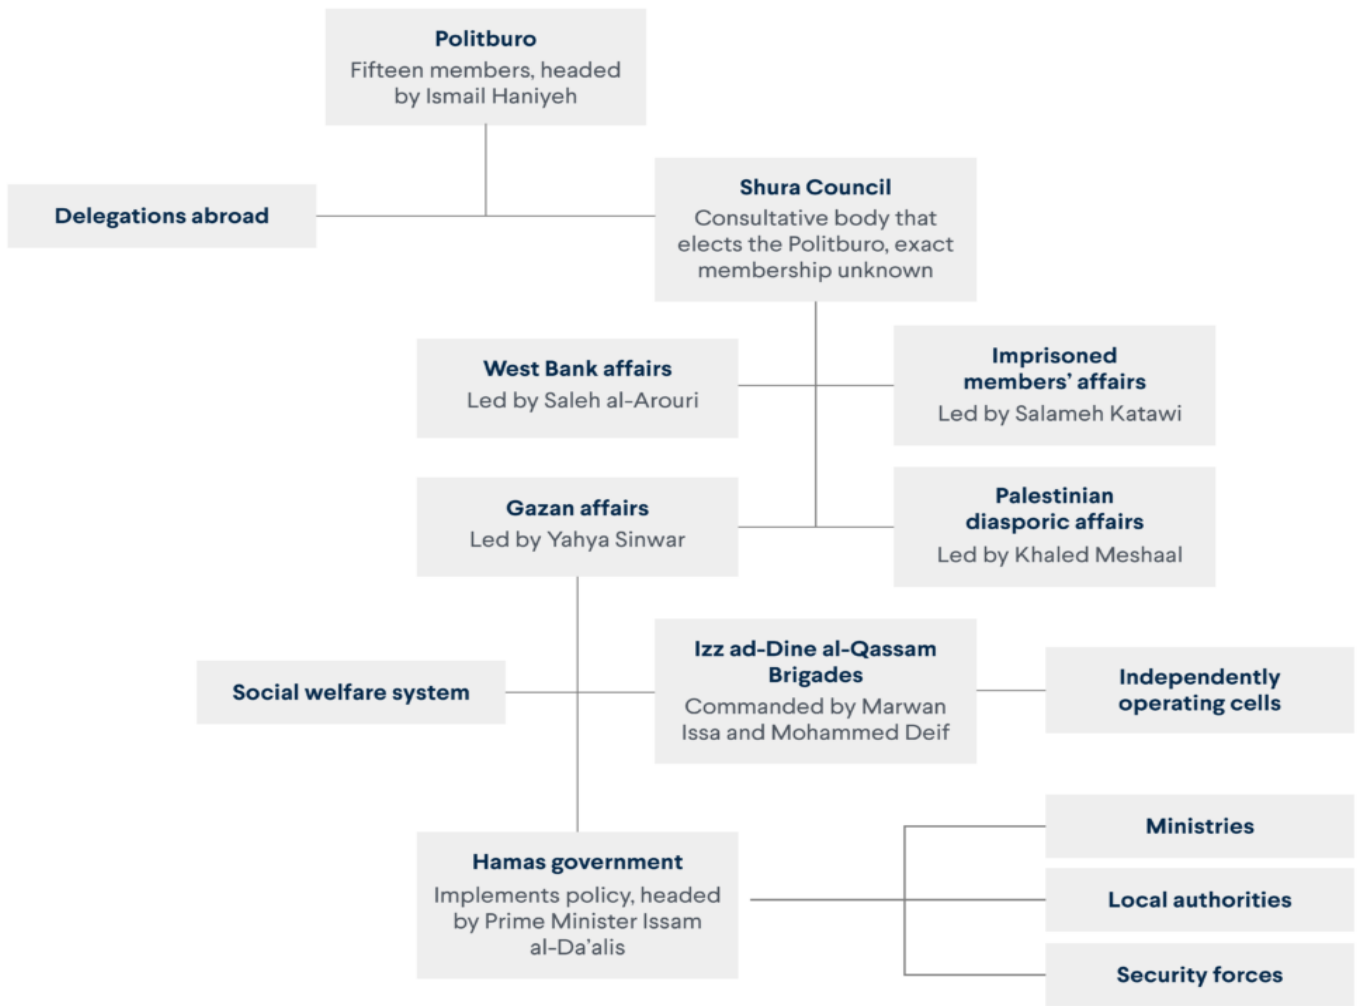 Politburo
Fifteen members, headed
by Ismail Haniyeh
Delegations abroad
Shura Council
Consultative body that
elects the Politburo, exact
membership unknown
West Bank affairs
Led by Saleh al-Arouri
Imprisoned
members’ affairs
Led by Salameh Katawi
Gazan affairs
Led by Yahya Sinwar
Palestinian
diasporic affairs
Led by Khaled Meshaal
Social welfare system
Izz ad-Dine al-Qassam
Brigades
Commanded by Marwan
Issa and Mohammed Deif
Independently
operating cells
Hamas government
Implements policy, headed
by Prime Minister Issam
al-Da’alis
Ministries
Local authorities
Security forces